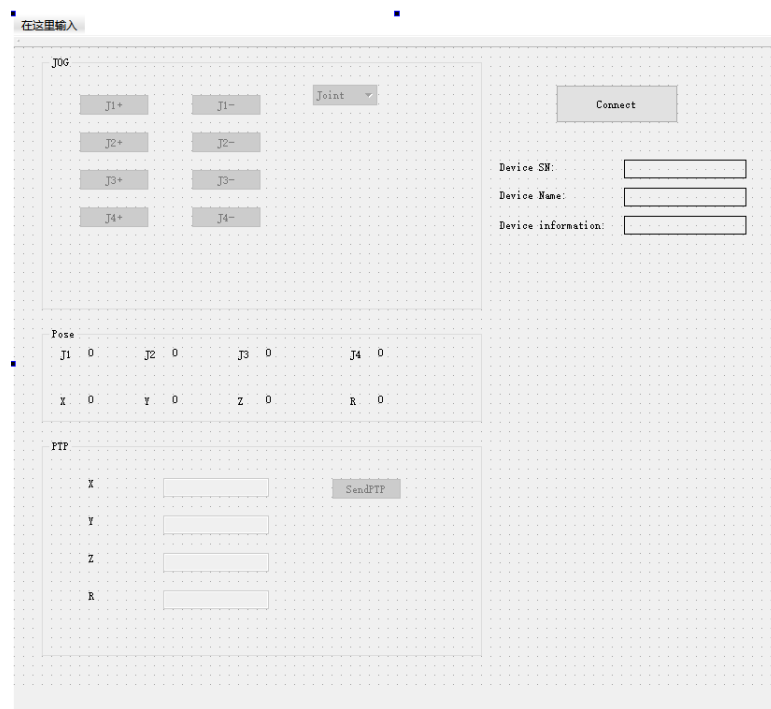 在这里输入
JOG
J1+ J1- Joint
J2+ J2-
J3+ J3-
J4+ J4-
Connect
Device SN:
Device Name:
Device information:
Pose
J1 0 J2 0 J3 0 J4 0
X 0 Y 0 Z 0 R 0
PTP
X SendPTP
Y
Z
R